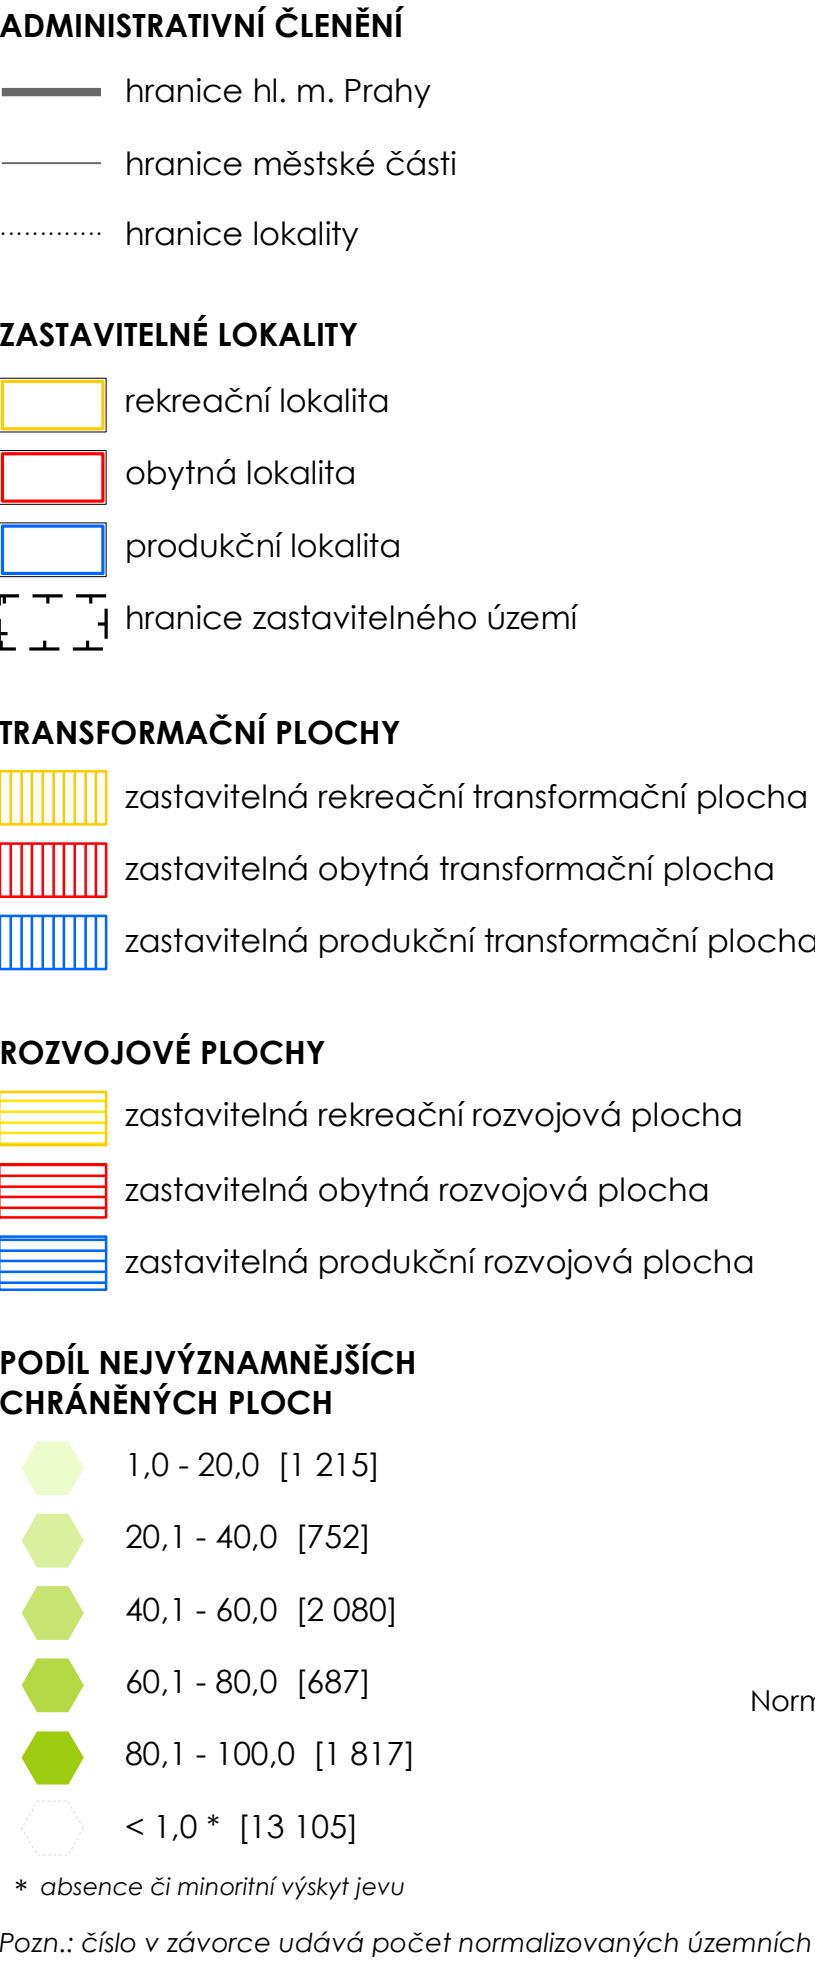 ADMINISTRATIVNÍ ČLENĚNÍ
hranice hl. m. Prahy
hranice městské části
hranice lokality
ZASTAVITELNÉ LOKALITY
rekreační lokalita
obytná lokalita
produkční lokalita
hranice zastavitelného území
TRANSFORMAČNÍ PLOCHY
zastavitelná rekreační transformační plocha
zastavitelná obytná transformační plocha
zastavitelná produkční transformační plocha
ROZVOJOVÉ PLOCHY
zastavitelná rekreační rozvojová plocha
zastavitelná obytná rozvojová plocha
zastavitelná produkční rozvojová plocha
PODÍL NEJVÝZNAMNĚJŠÍCH
CHRÁNĚNÝCH PLOCH
1,0 - 20,0 [1 215]
20,1 - 40,0 [752]
40,1 - 60,0 [2 080]
60,1 - 80,0 [687]
Norm
80,1 - 100,0 [1 817]
< 1,0 * [13 105]
* absence či minoritní výskyt jevu
Pozn.: číslo v závorce udává počet normalizovaných územních